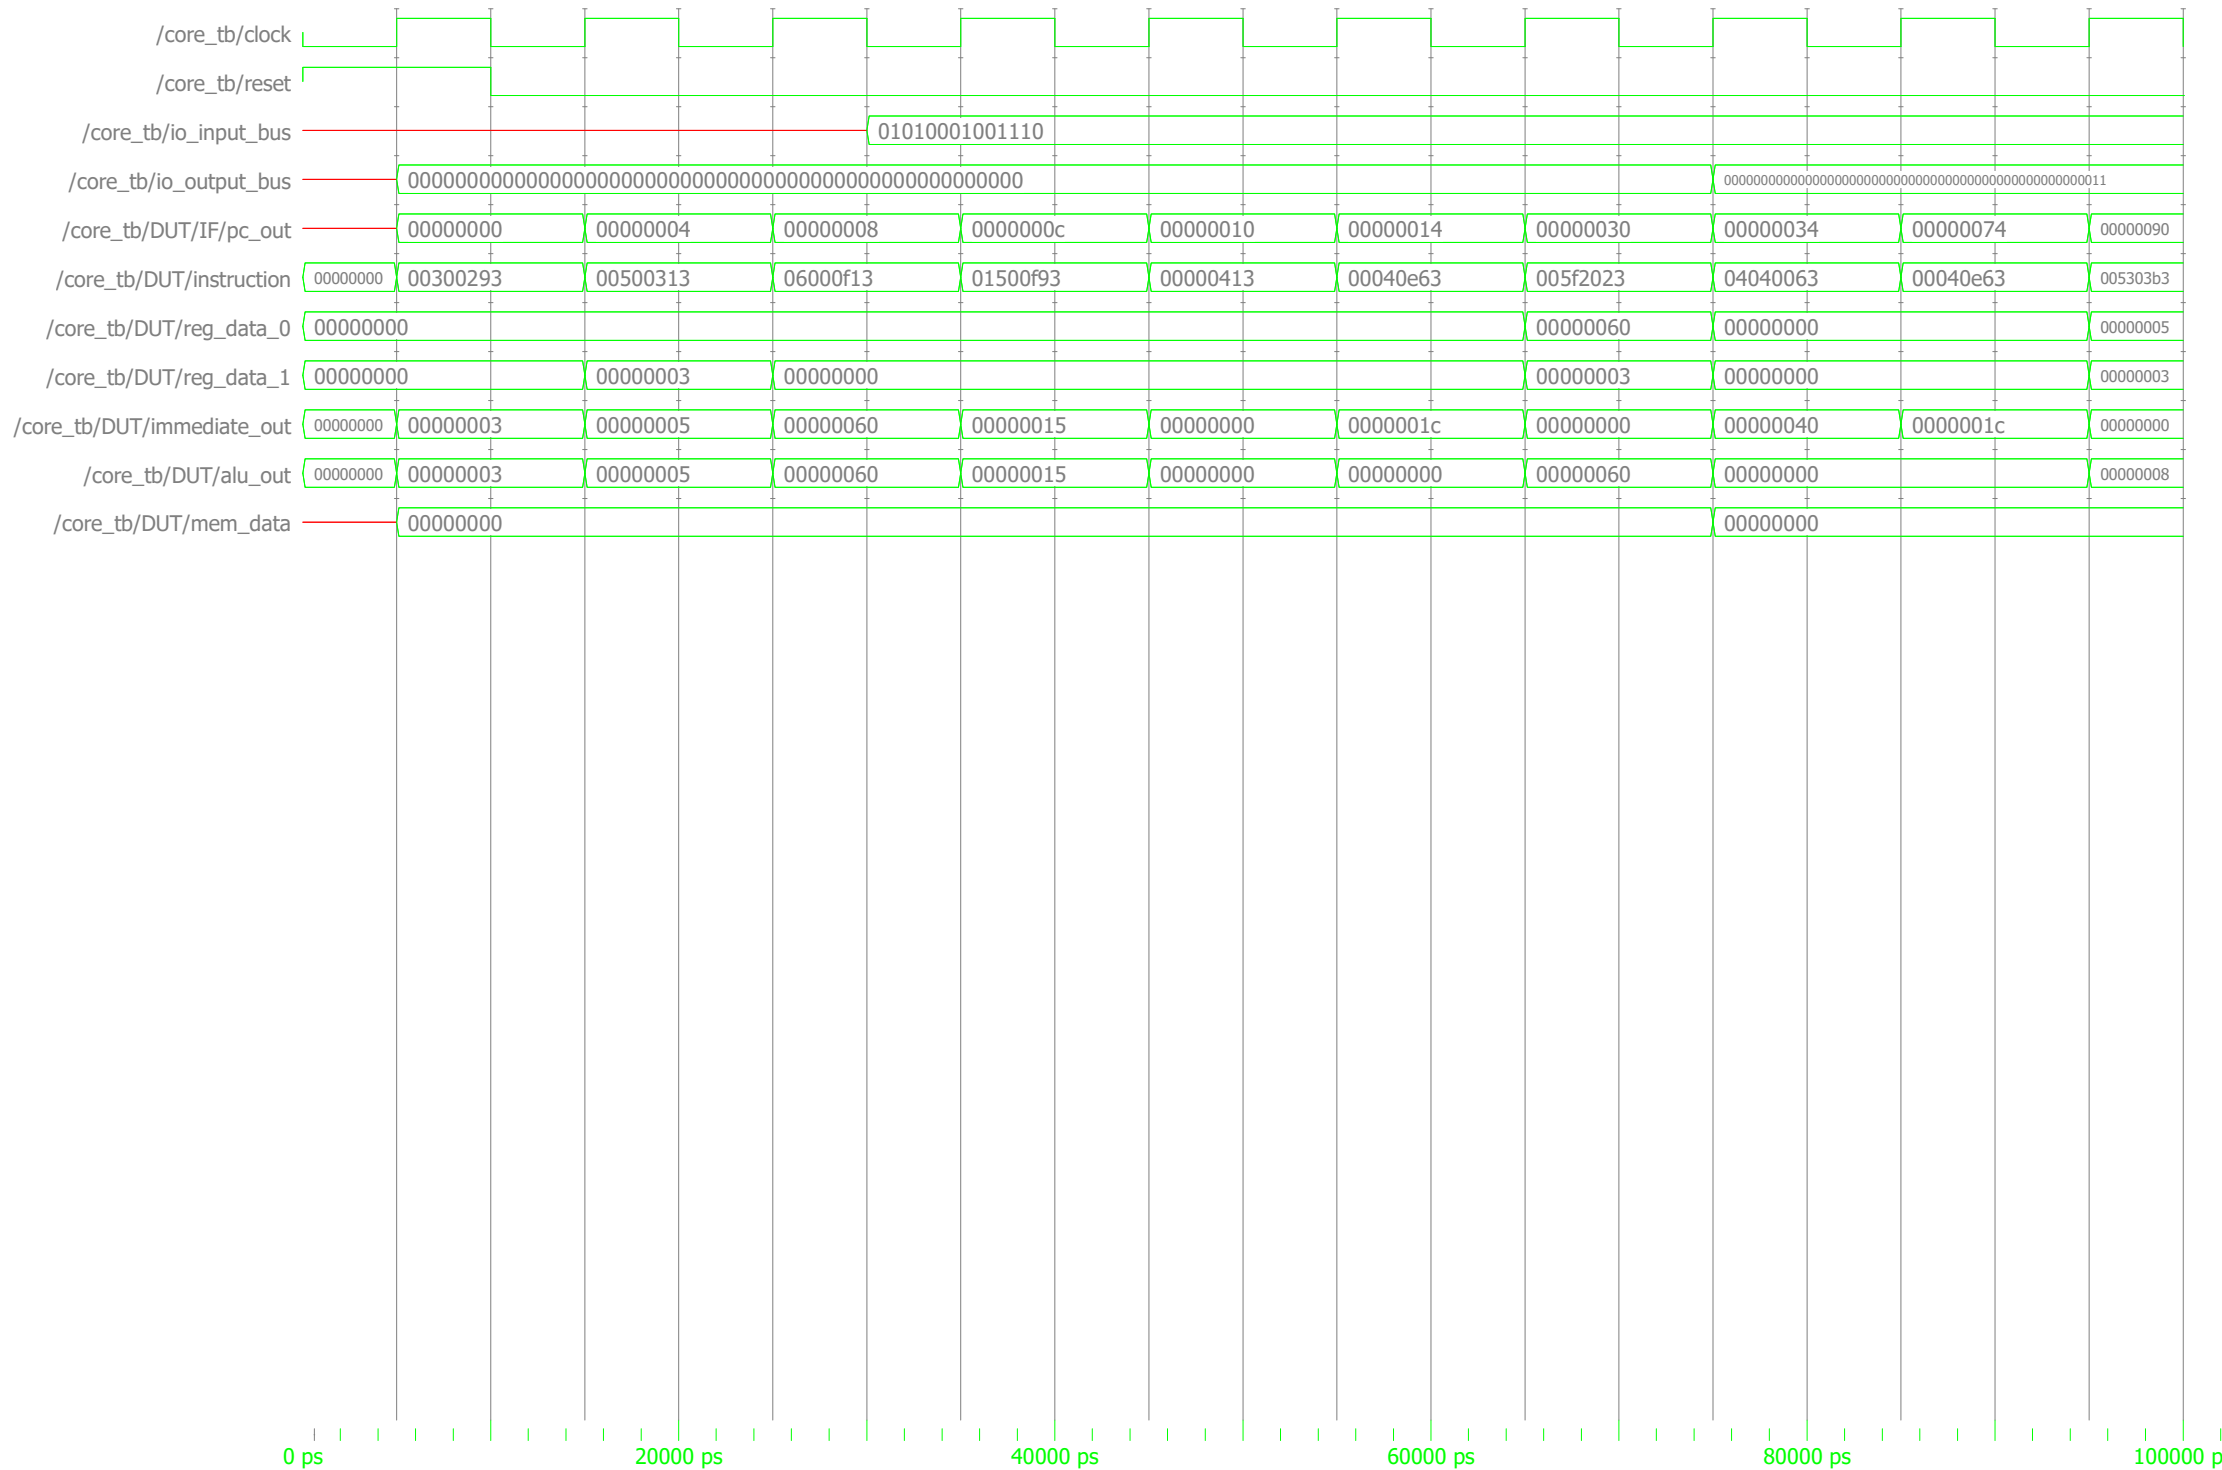 /core_tb/clock
/core_tb/reset
/core_tb/io_input_bus 01010001001110
/core_tb/io_output_bus 0000000000000000000000000000000000000000000000000000 0000000000000000000000000000000000000000000000000011
/core_tb/DUT/IF/pc_out 00000000 00000004 00000008 0000000c 00000010 00000014 00000030 00000034 00000074 00000090
/core_tb/DUT/instruction 00000000 00300293 00500313 06000f13 01500f93 00000413 00040e63 005f2023 04040063 00040e63 005303b3
/core_tb/DUT/reg_data_0 00000000 00000060 00000000 00000005
/core_tb/DUT/reg_data_1 00000000 00000003 00000000 00000003 00000000 00000003
/core_tb/DUT/immediate_out 00000000 00000003 00000005 00000060 00000015 00000000 0000001c 00000000 00000040 0000001c 00000000
/core_tb/DUT/alu_out 00000000 00000003 00000005 00000060 00000015 00000000 00000000 00000060 00000000 00000008
/core_tb/DUT/mem_data 00000000 00000000
0 ps 20000 ps 40000 ps 60000 ps 80000 ps 100000 p